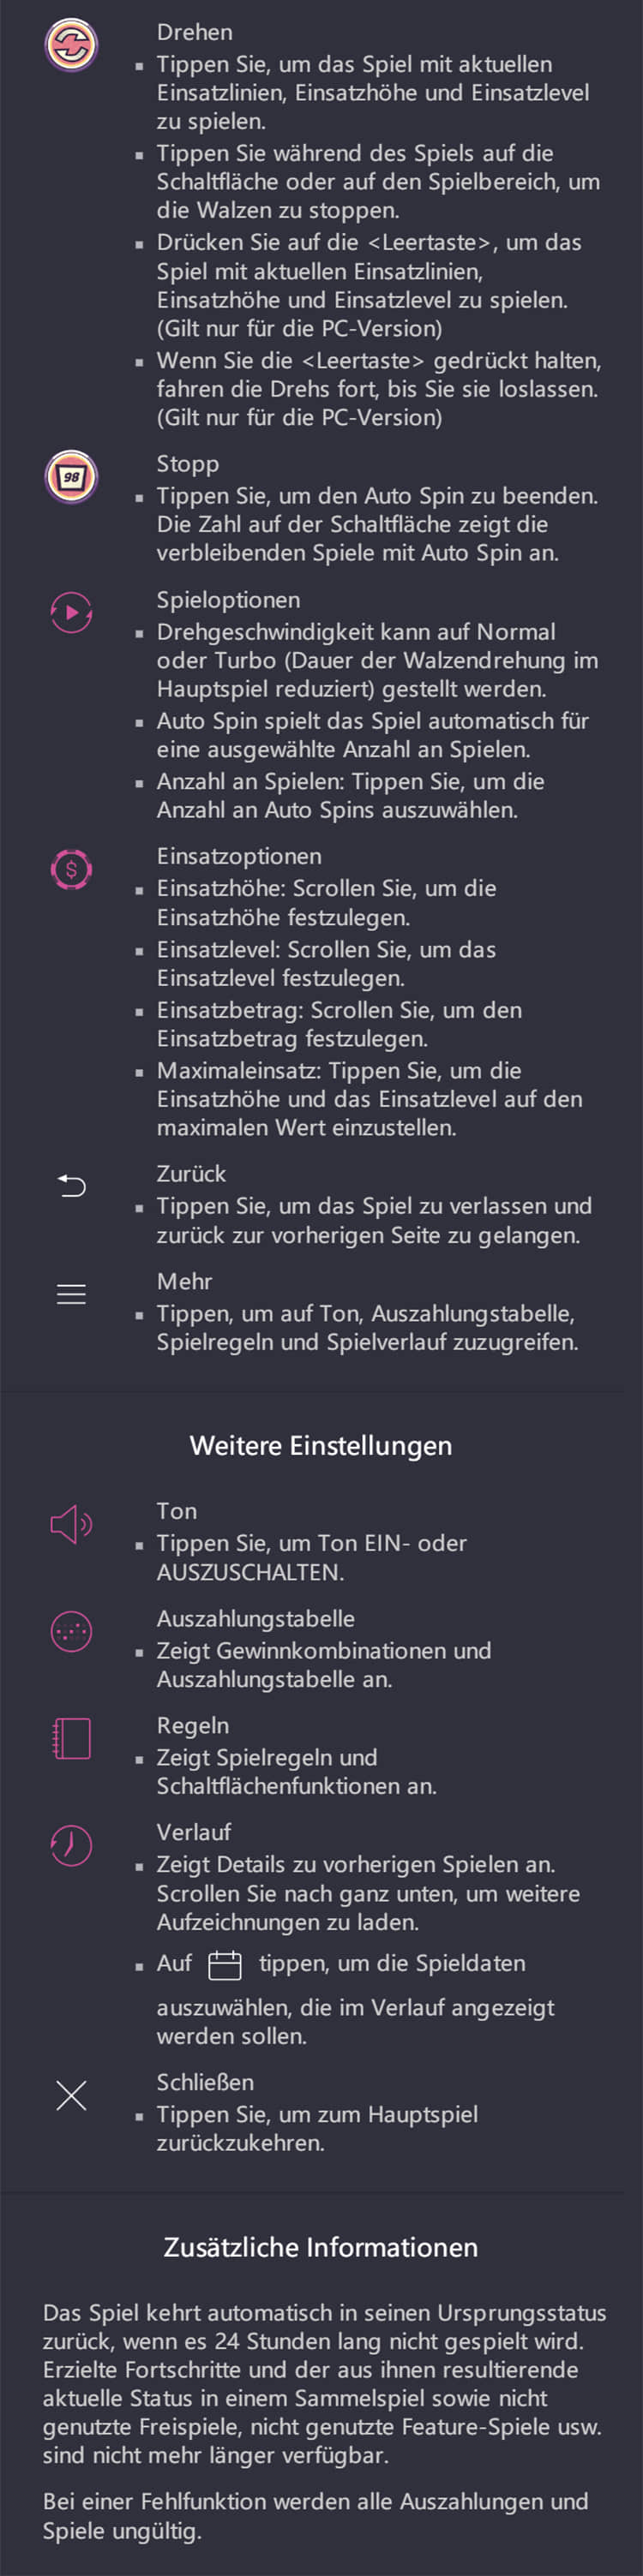 Drehen
▪ Tippen Sie, um das Spiel mit aktuellen
Einsatzlinien, Einsatzhöhe und Einsatzlevel
zu spielen.
▪ Tippen Sie während des Spiels auf die
Schaltfläche oder auf den Spielbereich, um
die Walzen zu stoppen.
▪ Drücken Sie auf die <Leertaste>, um das
Spiel mit aktuellen Einsatzlinien,
Einsatzhöhe und Einsatzlevel zu spielen.
(Gilt nur für die PC-Version)
▪ Wenn Sie die <Leertaste> gedrückt halten,
fahren die Drehs fort, bis Sie sie loslassen.
(Gilt nur für die PC-Version)
98
Stopp
▪ Tippen Sie, um den Auto Spin zu beenden.
Die Zahl auf der Schaltfläche zeigt die
verbleibenden Spiele mit Auto Spin an.
Spieloptionen
▪ Drehgeschwindigkeit kann auf Normal
oder Turbo (Dauer der Walzendrehung im
Hauptspiel reduziert) gestellt werden.
▪ Auto Spin spielt das Spiel automatisch für
eine ausgewählte Anzahl an Spielen.
▪ Anzahl an Spielen: Tippen Sie, um die
Anzahl an Auto Spins auszuwählen.
$
Einsatzoptionen
▪ Einsatzhöhe: Scrollen Sie, um die
Einsatzhöhe festzulegen.
▪ Einsatzlevel: Scrollen Sie, um das
Einsatzlevel festzulegen.
▪ Einsatzbetrag: Scrollen Sie, um den
Einsatzbetrag festzulegen.
▪ Maximaleinsatz: Tippen Sie, um die
Einsatzhöhe und das Einsatzlevel auf den
maximalen Wert einzustellen.
Zurück
▪ Tippen Sie, um das Spiel zu verlassen und
zurück zur vorherigen Seite zu gelangen.
Mehr
▪ Tippen, um auf Ton, Auszahlungstabelle,
Spielregeln und Spielverlauf zuzugreifen.
Weitere Einstellungen
Ton
▪ Tippen Sie, um Ton EIN- oder
AUSZUSCHALTEN.
Auszahlungstabelle
▪ Zeigt Gewinnkombinationen und
Auszahlungstabelle an.
Regeln
▪ Zeigt Spielregeln und
Schaltflächenfunktionen an.
Verlauf
▪ Zeigt Details zu vorherigen Spielen an.
Scrollen Sie nach ganz unten, um weitere
Aufzeichnungen zu laden.
▪ Auf tippen, um die Spieldaten
auszuwählen, die im Verlauf angezeigt
werden sollen.
Schließen
▪ Tippen Sie, um zum Hauptspiel
zurückzukehren.
Zusätzliche Informationen
Das Spiel kehrt automatisch in seinen Ursprungsstatus
zurück, wenn es 24 Stunden lang nicht gespielt wird.
Erzielte Fortschritte und der aus ihnen resultierende
aktuelle Status in einem Sammelspiel sowie nicht
genutzte Freispiele, nicht genutzte Feature-Spiele usw.
sind nicht mehr länger verfügbar.
Bei einer Fehlfunktion werden alle Auszahlungen und
Spiele ungültig.